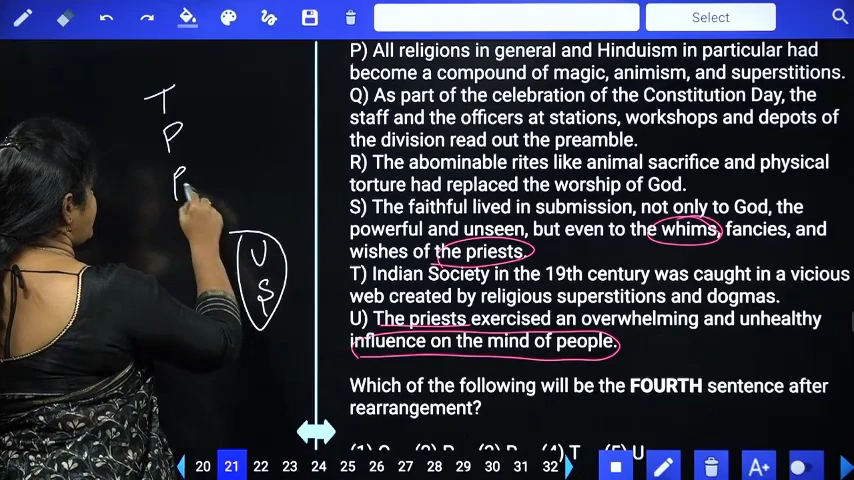 Select
P) All religions in general and Hinduism in particular had
become a compound of magic, animism, and superstitions.
Q) As part of the celebration of the Constitution Day, the
staff and the officers at stations, workshops and depots of
the division read out the preamble.
R) The abominable rites like animal sacrifice and physical
torture had replaced the worship of God.
S) The faithful lived in submission, not only to God, the
powerful and unseen, but even to the whims, fancies, and
wishes of the priests.
T) Indian Society in the 19th century was caught in a vicious
web created by religious superstitions and dogmas.
U) The priests exercised an overwhelming and unhealthy
influence on the mind of people.
Which of the following will be the FOURTH sentence after
rearrangement?
T
P
U
S
20 21 22 23 24 25 26 27 28 29 30 31 32
A+